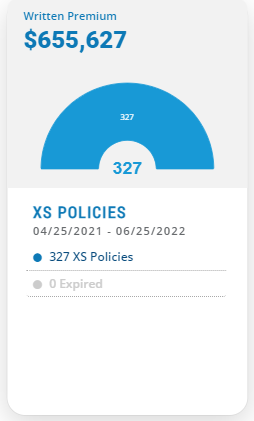 Written Premium
$655,627
327
327
XS POLICIES
04/25/2021 - 06/25/2022
327 XS Policies
0 Expired